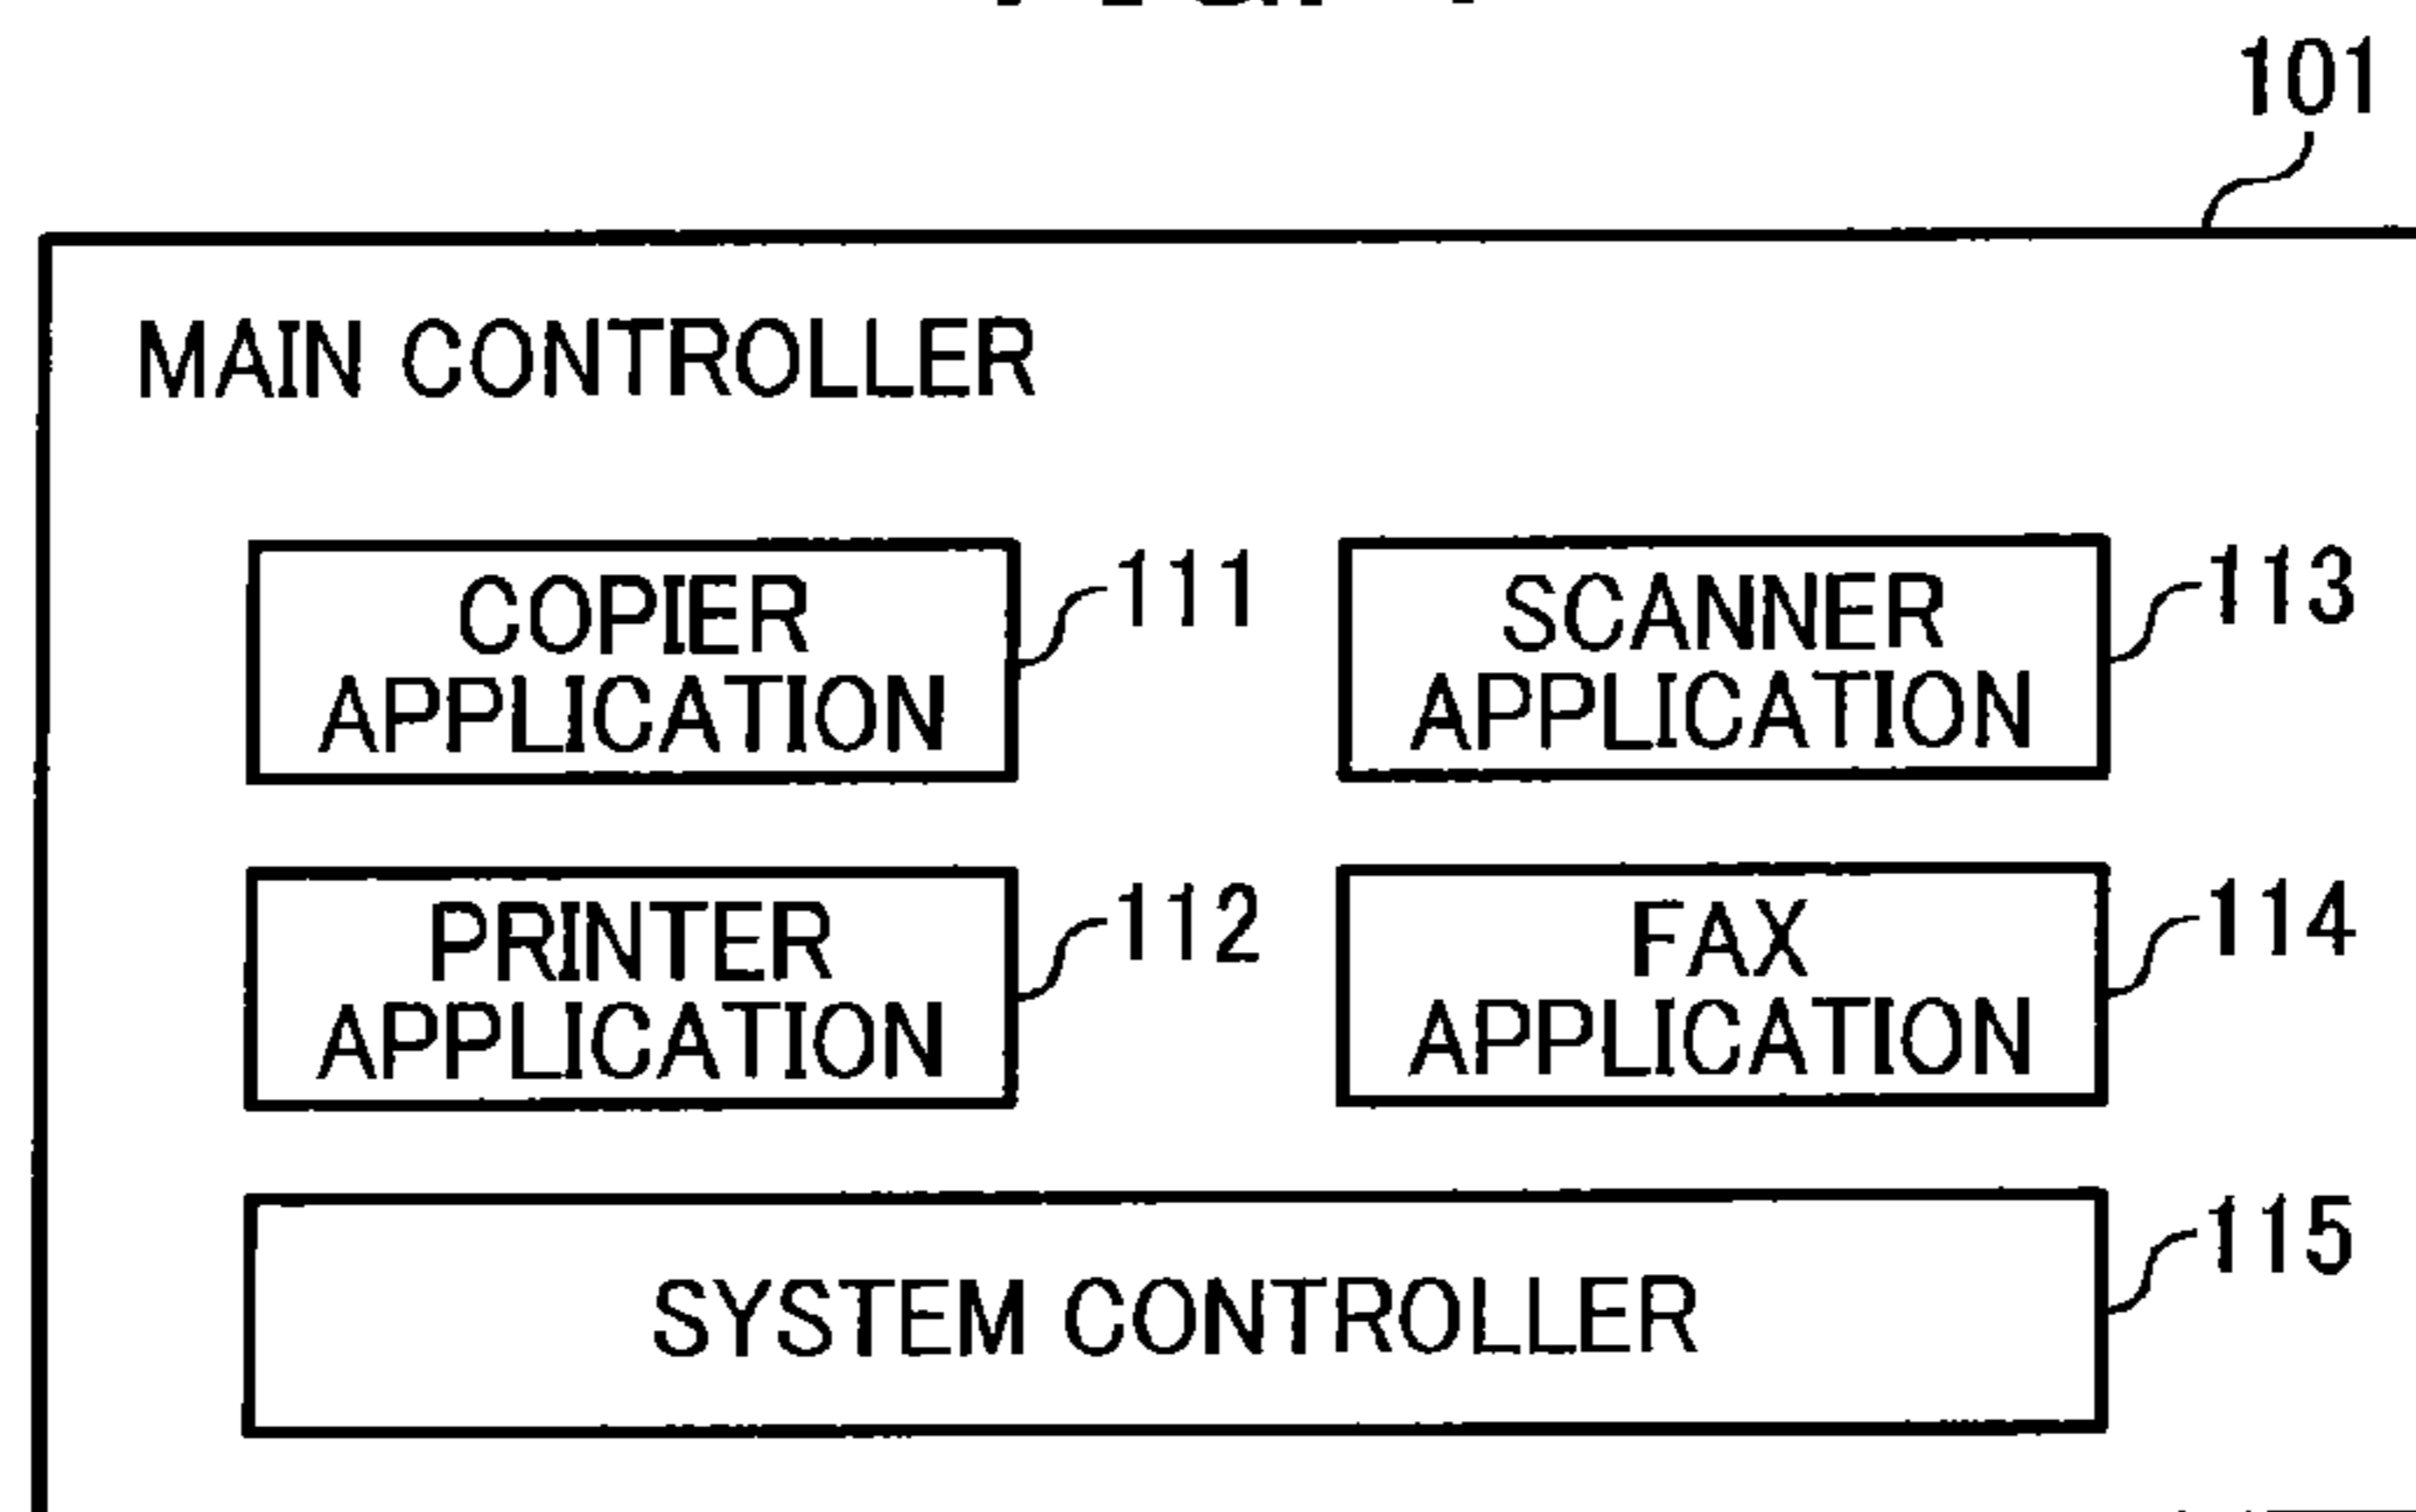 101
MAIN CONTROLLER
COPIER
APPLICATION
111
SCANNER
APPLICATION
113
PRINTER
APPLICATION
112
FAX
APPLICATION
114
SYSTEM CONTROLLER
115